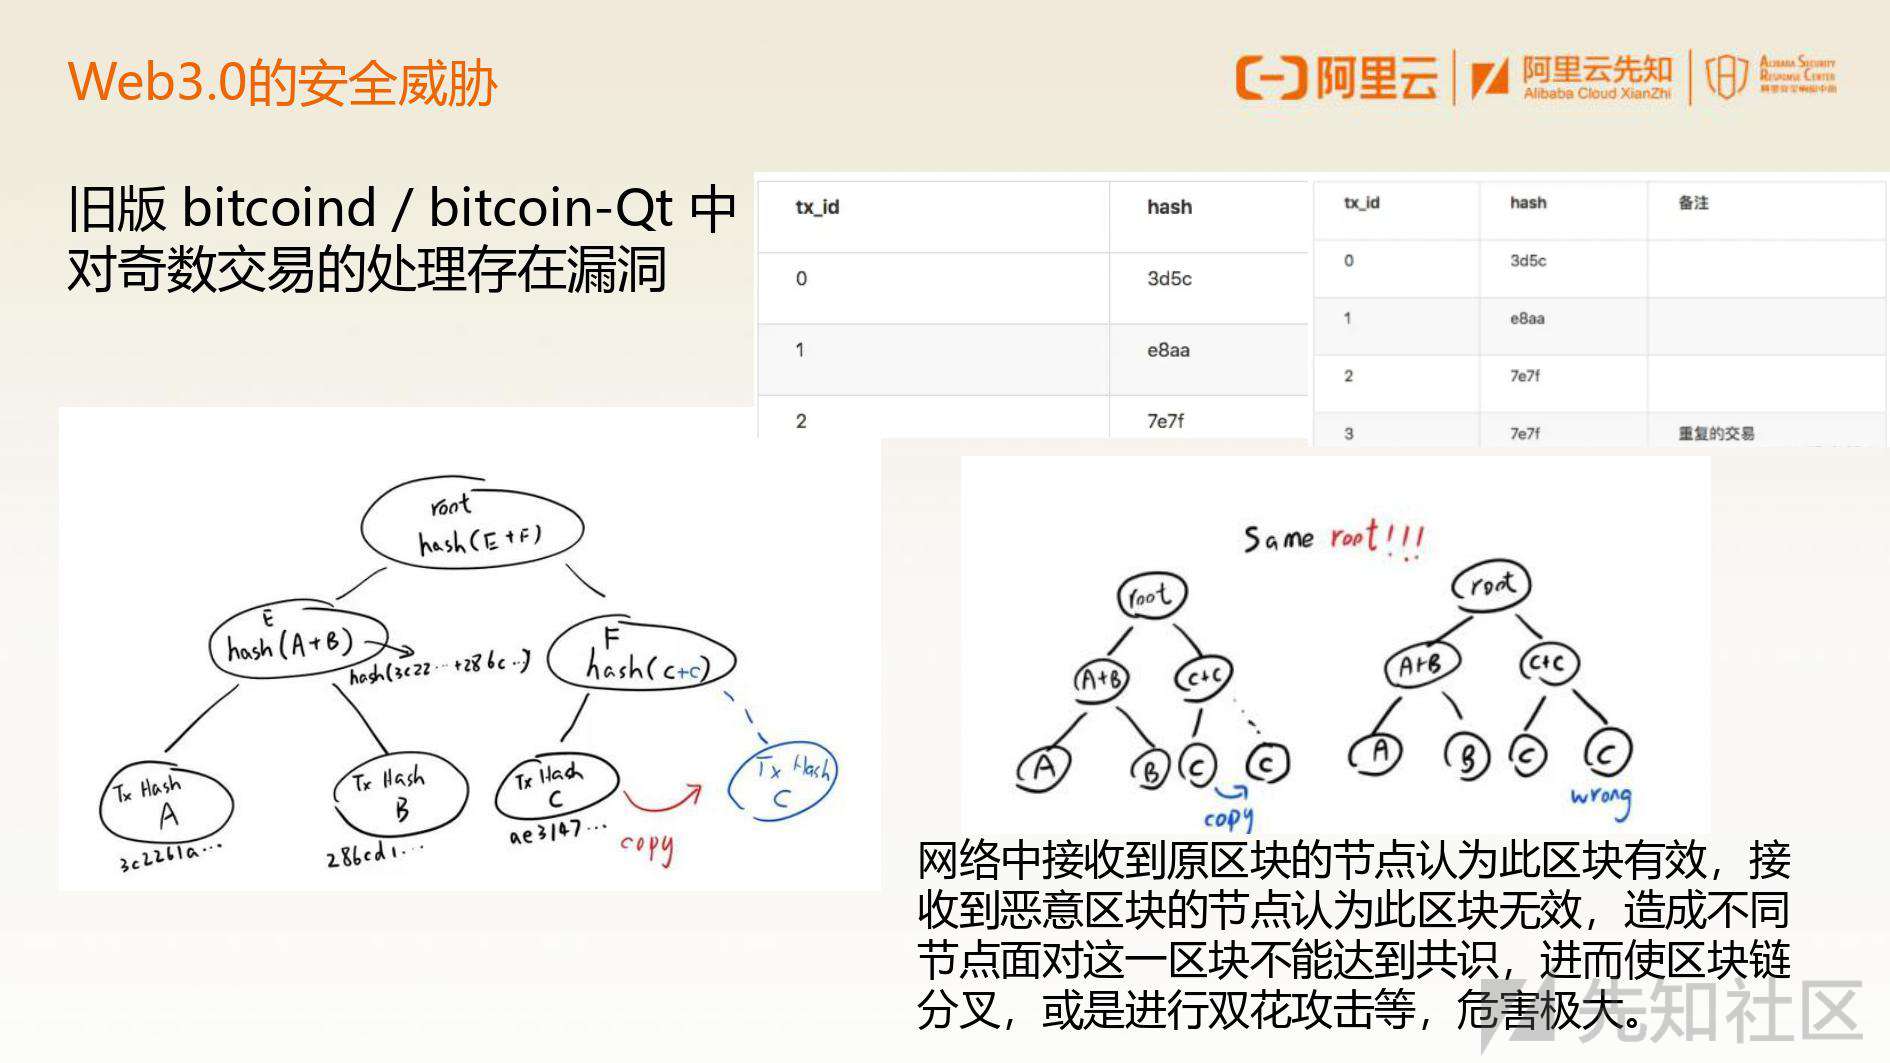 Web3.0的安全威胁
阿里云
阿里云先知
Alibaba Cloud XianZhi
ALIBABA SECURITY
RESPONSE CENTER
旧版 bitcoind / bitcoin-Qt 中
对奇数交易的处理存在漏洞
tx_id hash
0 3d5c
1 e8aa
2 7e7f
tx_id hash 备注
0 3d5c
1 e8aa
2 7e7f
3 7e7f 重复的交易
root
hash(E+F)
E
hash(A+B)
hash(3c22...+286c..)
F
hash(c+c)
Tx Hash
A
3c2261a...
Tx Hash
B
286cd1...
Tx Hash
C
ae3147...
copy
Tx Hash
C
Same root!!!
root
A+B
c+c
A
B
C
C
copy
root
A+B
c+c
A
B
C
C
wrong
网络中接收到原区块的节点认为此区块有效，接
收到恶意区块的节点认为此区块无效，造成不同
节点面对这一区块不能达到共识，进而使区块链
分叉，或是进行双花攻击等，危害极大。
先知社区